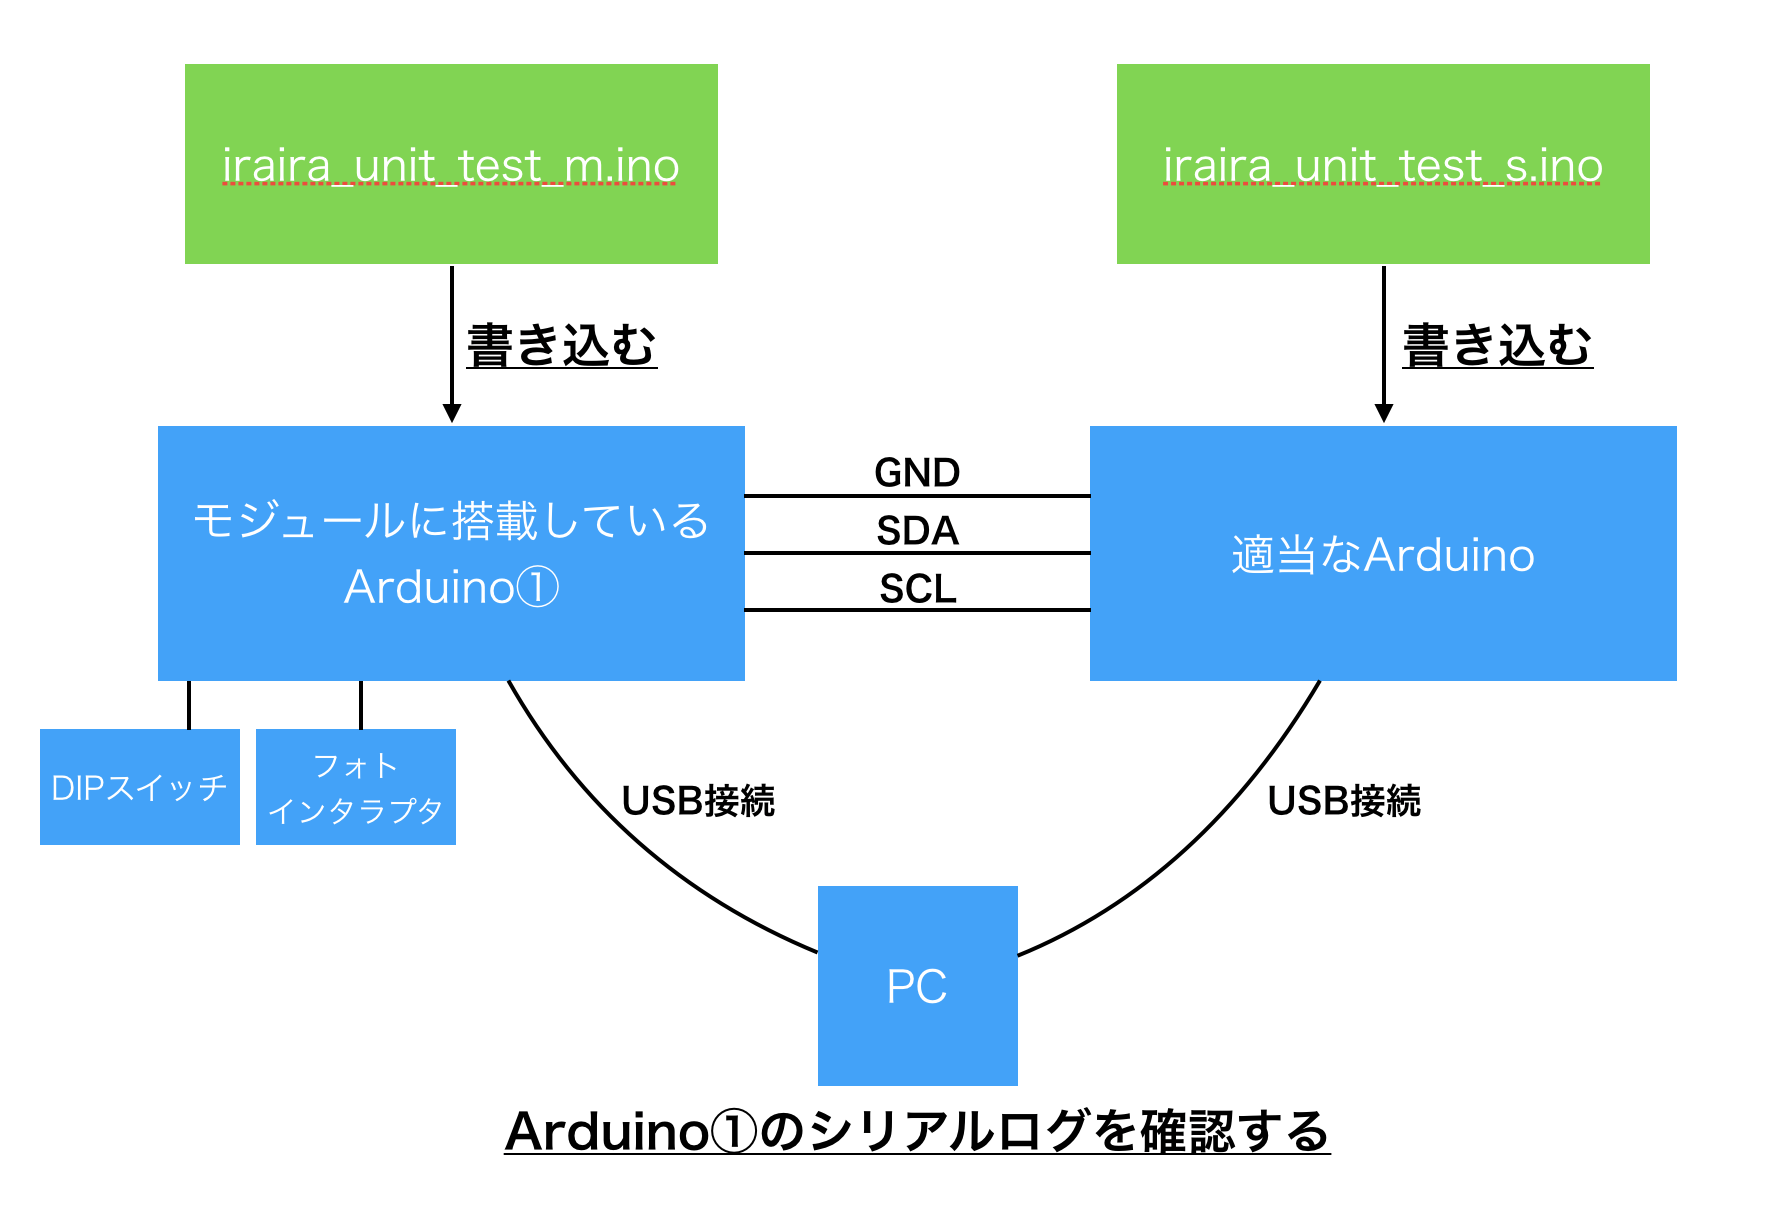 iraira_unit_test_m.ino
iraira_unit_test_s.ino
書き込む
書き込む
GND
SDA
SCL
モジュールに搭載している
Arduino①
適当なArduino
DIPスイッチ
フォト
インタラプタ
USB接続
USB接続
PC
Arduino①のシリアルログを確認する